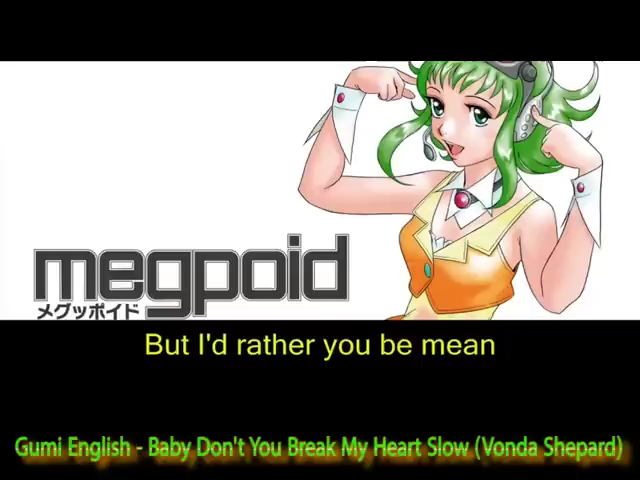 megpoid
メグッポイド
But I'd rather you be mean
Gumi English - Baby Don't You Break My Heart Slow (Vonda Shepard)